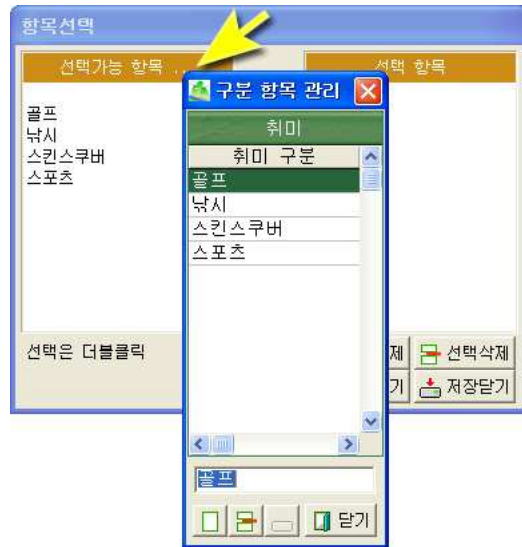 항목선택
선택가능 항목 ...
선택 항목
골프
낚시
스킨스쿠버
스포츠
선택은 더블클릭
제
선택삭제
기
저장닫기
구분 항목 관리
취미
취미 구분
골프
낚시
스킨스쿠버
스포츠
골프
닫기